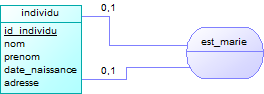 individu
id_individu
nom
prenom
date_naissance
adresse
0,1
est_marie
0,1